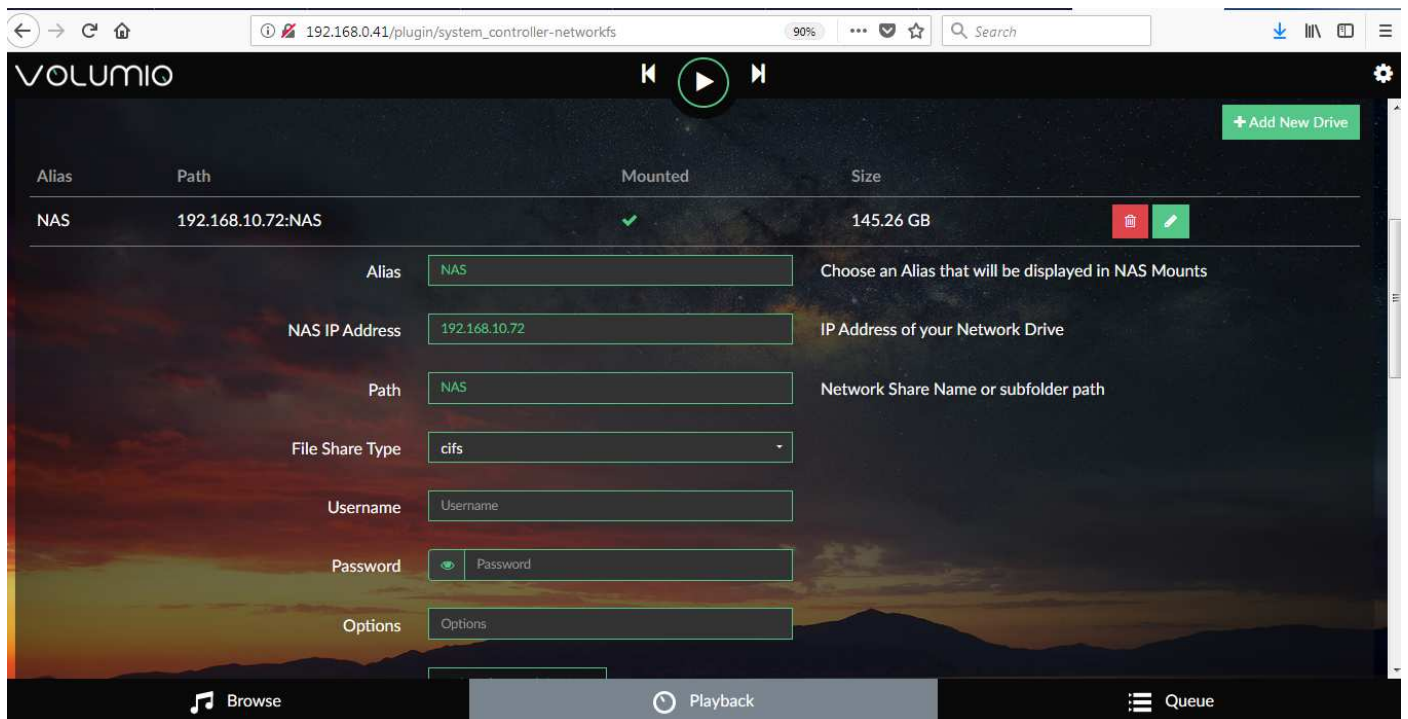 192.168.0.41/plugin/system_controller-networkfs 90% Search
VOLUMIO
+ Add New Drive
Alias Path Mounted Size
NAS 192.168.10.72:NAS 145.26 GB
Alias NAS Choose an Alias that will be displayed in NAS Mounts
NAS IP Address 192.168.10.72 IP Address of your Network Drive
Path NAS Network Share Name or subfolder path
File Share Type cifs
Username Username
Password Password
Options Options
Browse Playback Queue